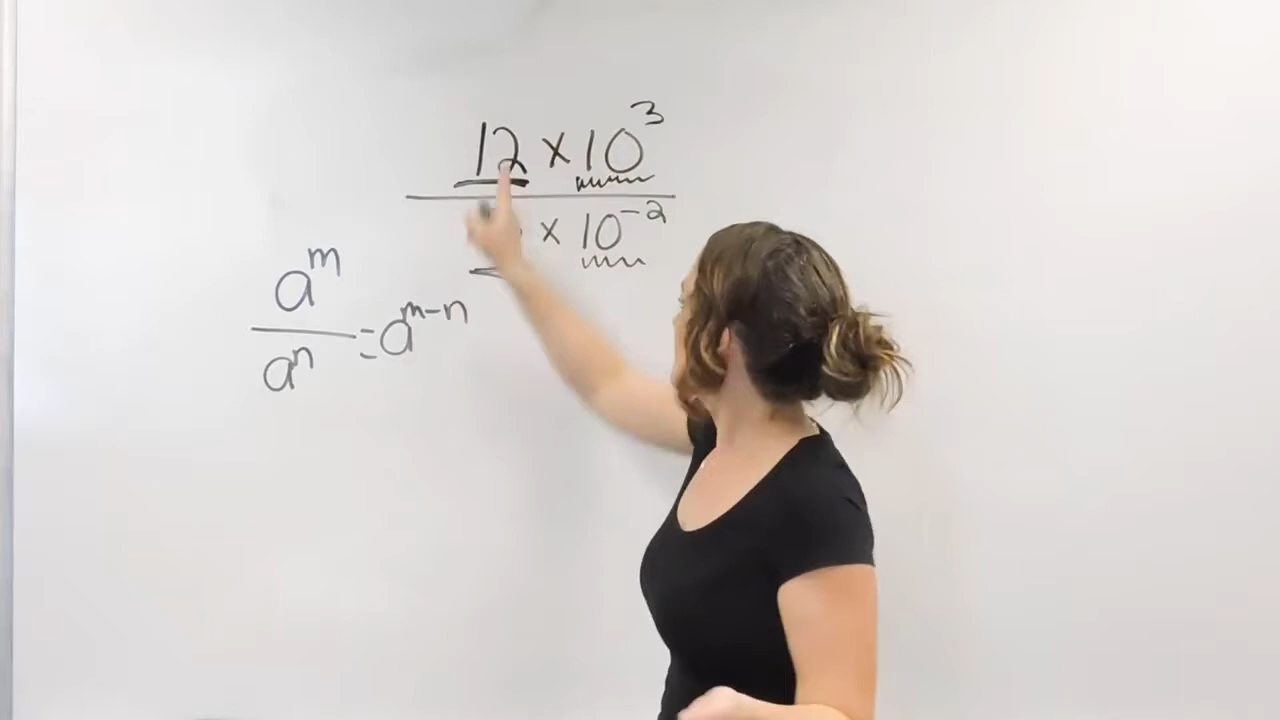 12 × 10³
× 10⁻²
aᵐ
aⁿ
= aᵐ⁻ⁿ